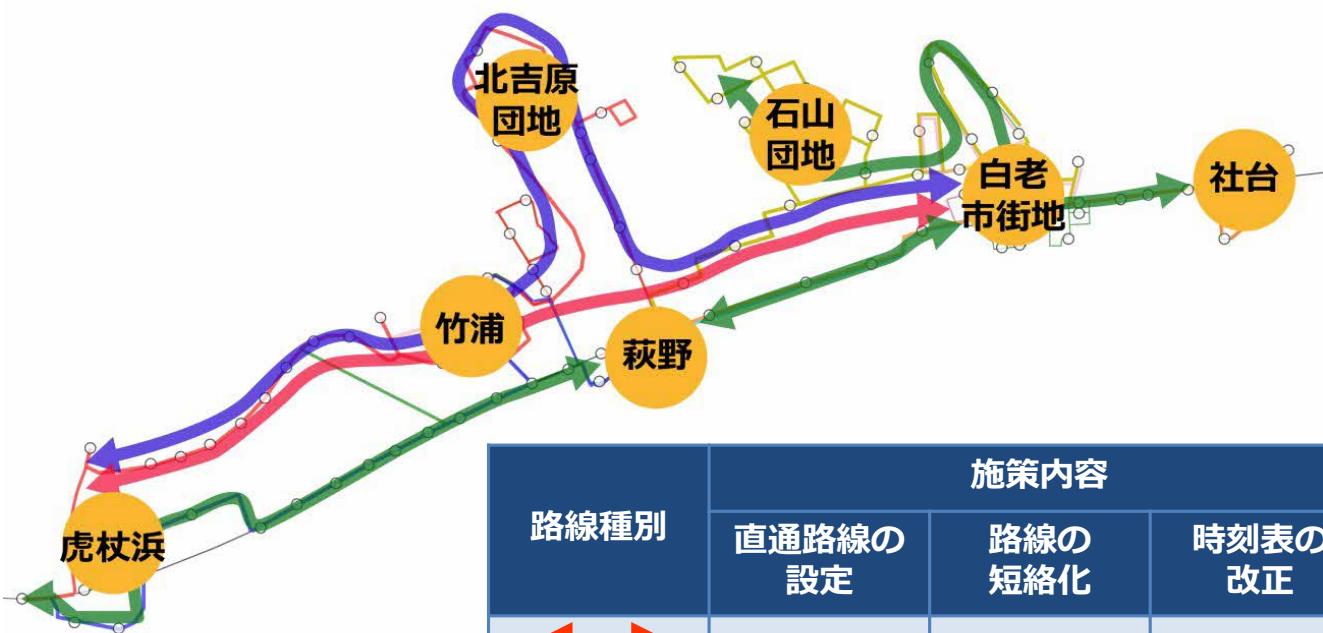 北吉原
団地
石山
団地
白老
市街地
社台
竹浦
萩野
虎杖浜
路線種別
施策内容
直通路線の
設定
路線の
短絡化
時刻表の
改正